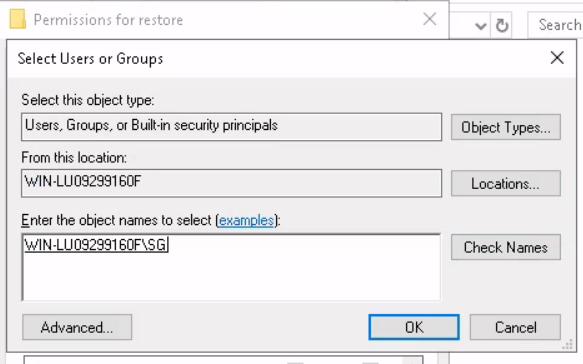 Permissions for restore
Search
Select Users or Groups
Select this object type:
Users, Groups, or Built-in security principals
Object Types...
From this location:
WIN-LU09299160F
Locations...
Enter the object names to select (examples):
WIN-LU09299160F\SG
Check Names
Advanced...
OK
Cancel